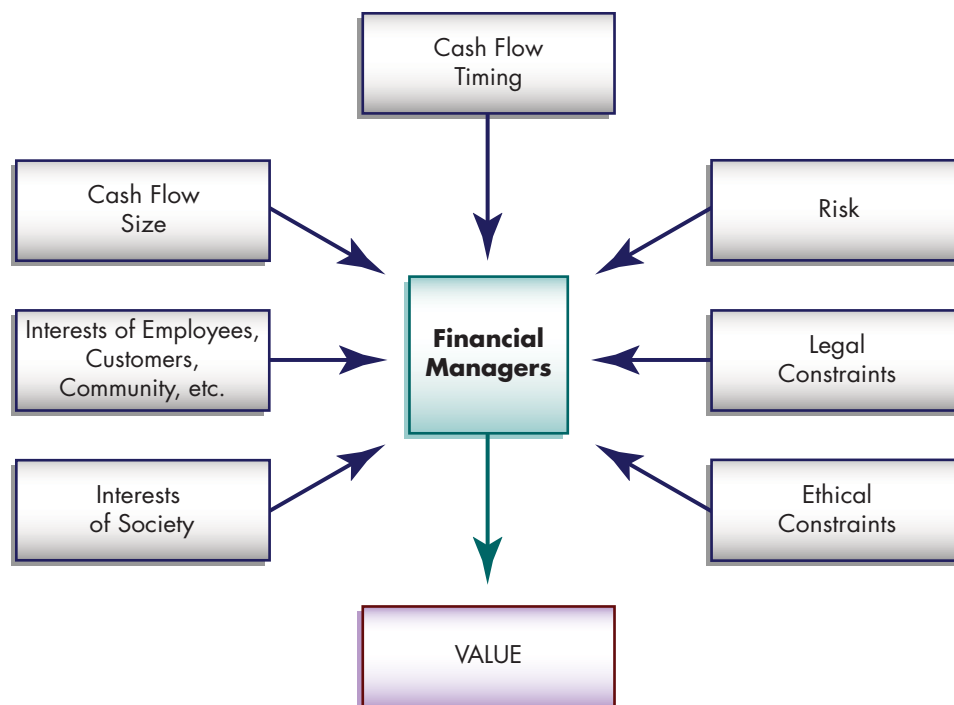 Cash Flow
Timing
Cash Flow
Size
Risk
Interests of Employees,
Customers,
Community, etc.
Financial
Managers
Legal
Constraints
Interests
of Society
Ethical
Constraints
VALUE